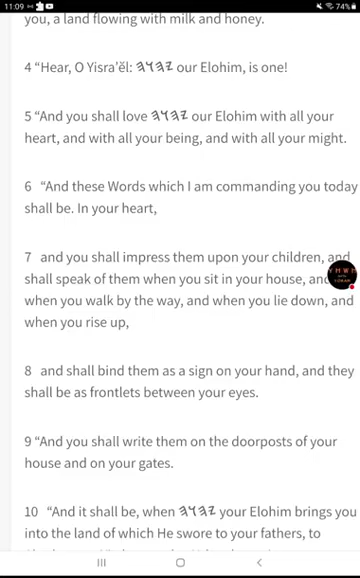 11:09 74%
you, a land flowing with milk and honey.
4 “Hear, O Yisra'ĕl: 𐤉𐤄𐤅𐤄 our Elohim, is one!
5 “And you shall love 𐤉𐤄𐤅𐤄 our Elohim with all your
heart, and with all your being, and with all your might.
6 “And these Words which I am commanding you today
shall be. In your heart,
7 and you shall impress them upon your children, and
shall speak of them when you sit in your house, and
when you walk by the way, and when you lie down, and
when you rise up,
8 and shall bind them as a sign on your hand, and they
shall be as frontlets between your eyes.
9 “And you shall write them on the doorposts of your
house and on your gates.
10 “And it shall be, when 𐤉𐤄𐤅𐤄 your Elohim brings you
into the land of which He swore to your fathers, to